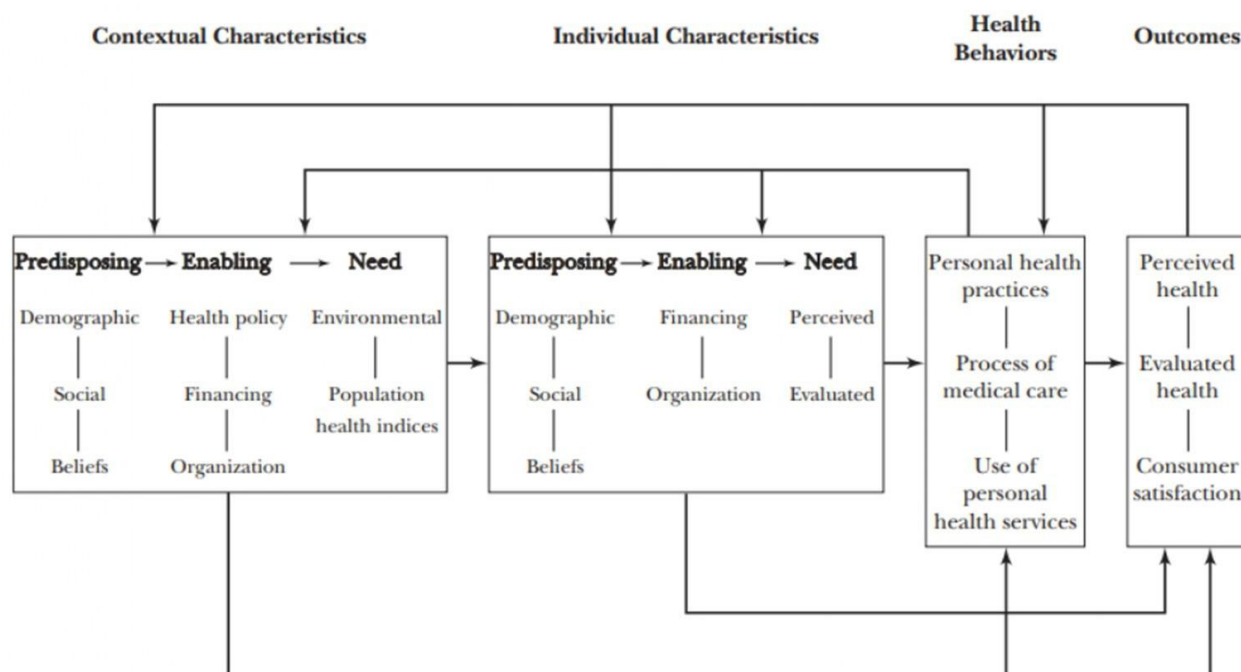 Contextual Characteristics
Individual Characteristics
Health
Behaviors
Outcomes
Predisposing
Enabling
Need
Demographic
Social
Beliefs
Health policy
Financing
Organization
Environmental
Population
health indices
Predisposing
Enabling
Need
Demographic
Social
Beliefs
Financing
Organization
Perceived
Evaluated
Personal health
practices
Process of
medical care
Use of
personal
health services
Perceived
health
Evaluated
health
Consumer
satisfaction